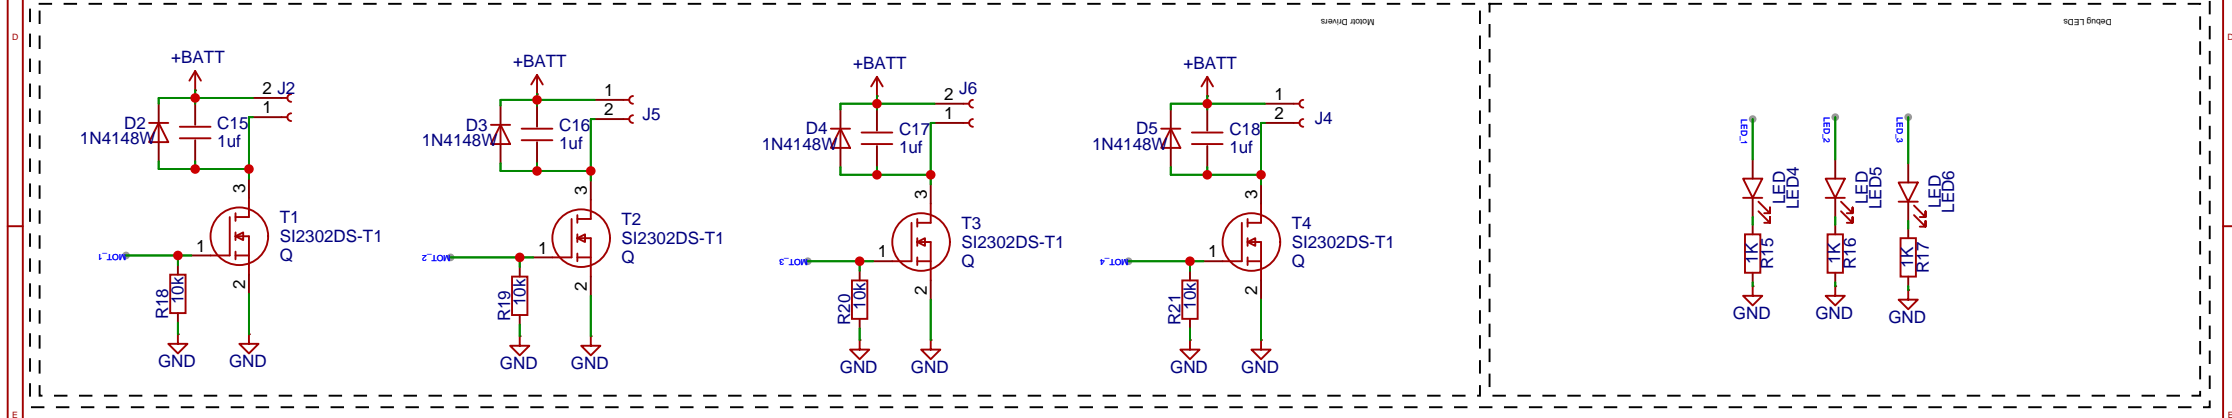 D
Mototr Drivers
Debug LEDs
D
+BATT
2 J2
1
D2
1N4148W
C15
1uf
3
T1
SI2302DS-T1
Q
1
MOT_1
2
R18
10k
GND
GND
+BATT
1
2
J5
D3
1N4148W
C16
1uf
3
T2
SI2302DS-T1
Q
1
MOT_2
2
R19
10k
GND
GND
+BATT
J6
2
1
D4
1N4148W
C17
1uf
3
T3
SI2302DS-T1
Q
1
MOT_3
2
R20
10k
GND
GND
+BATT
1
2
J4
D5
1N4148W
C18
1uf
3
T4
SI2302DS-T1
Q
1
MOT_4
2
R21
10k
GND
GND
LED_1
LED
LED4
1K
R15
GND
LED_2
LED
LED5
1K
R16
GND
LED_3
LED
LED6
1K
R17
GND
E
E